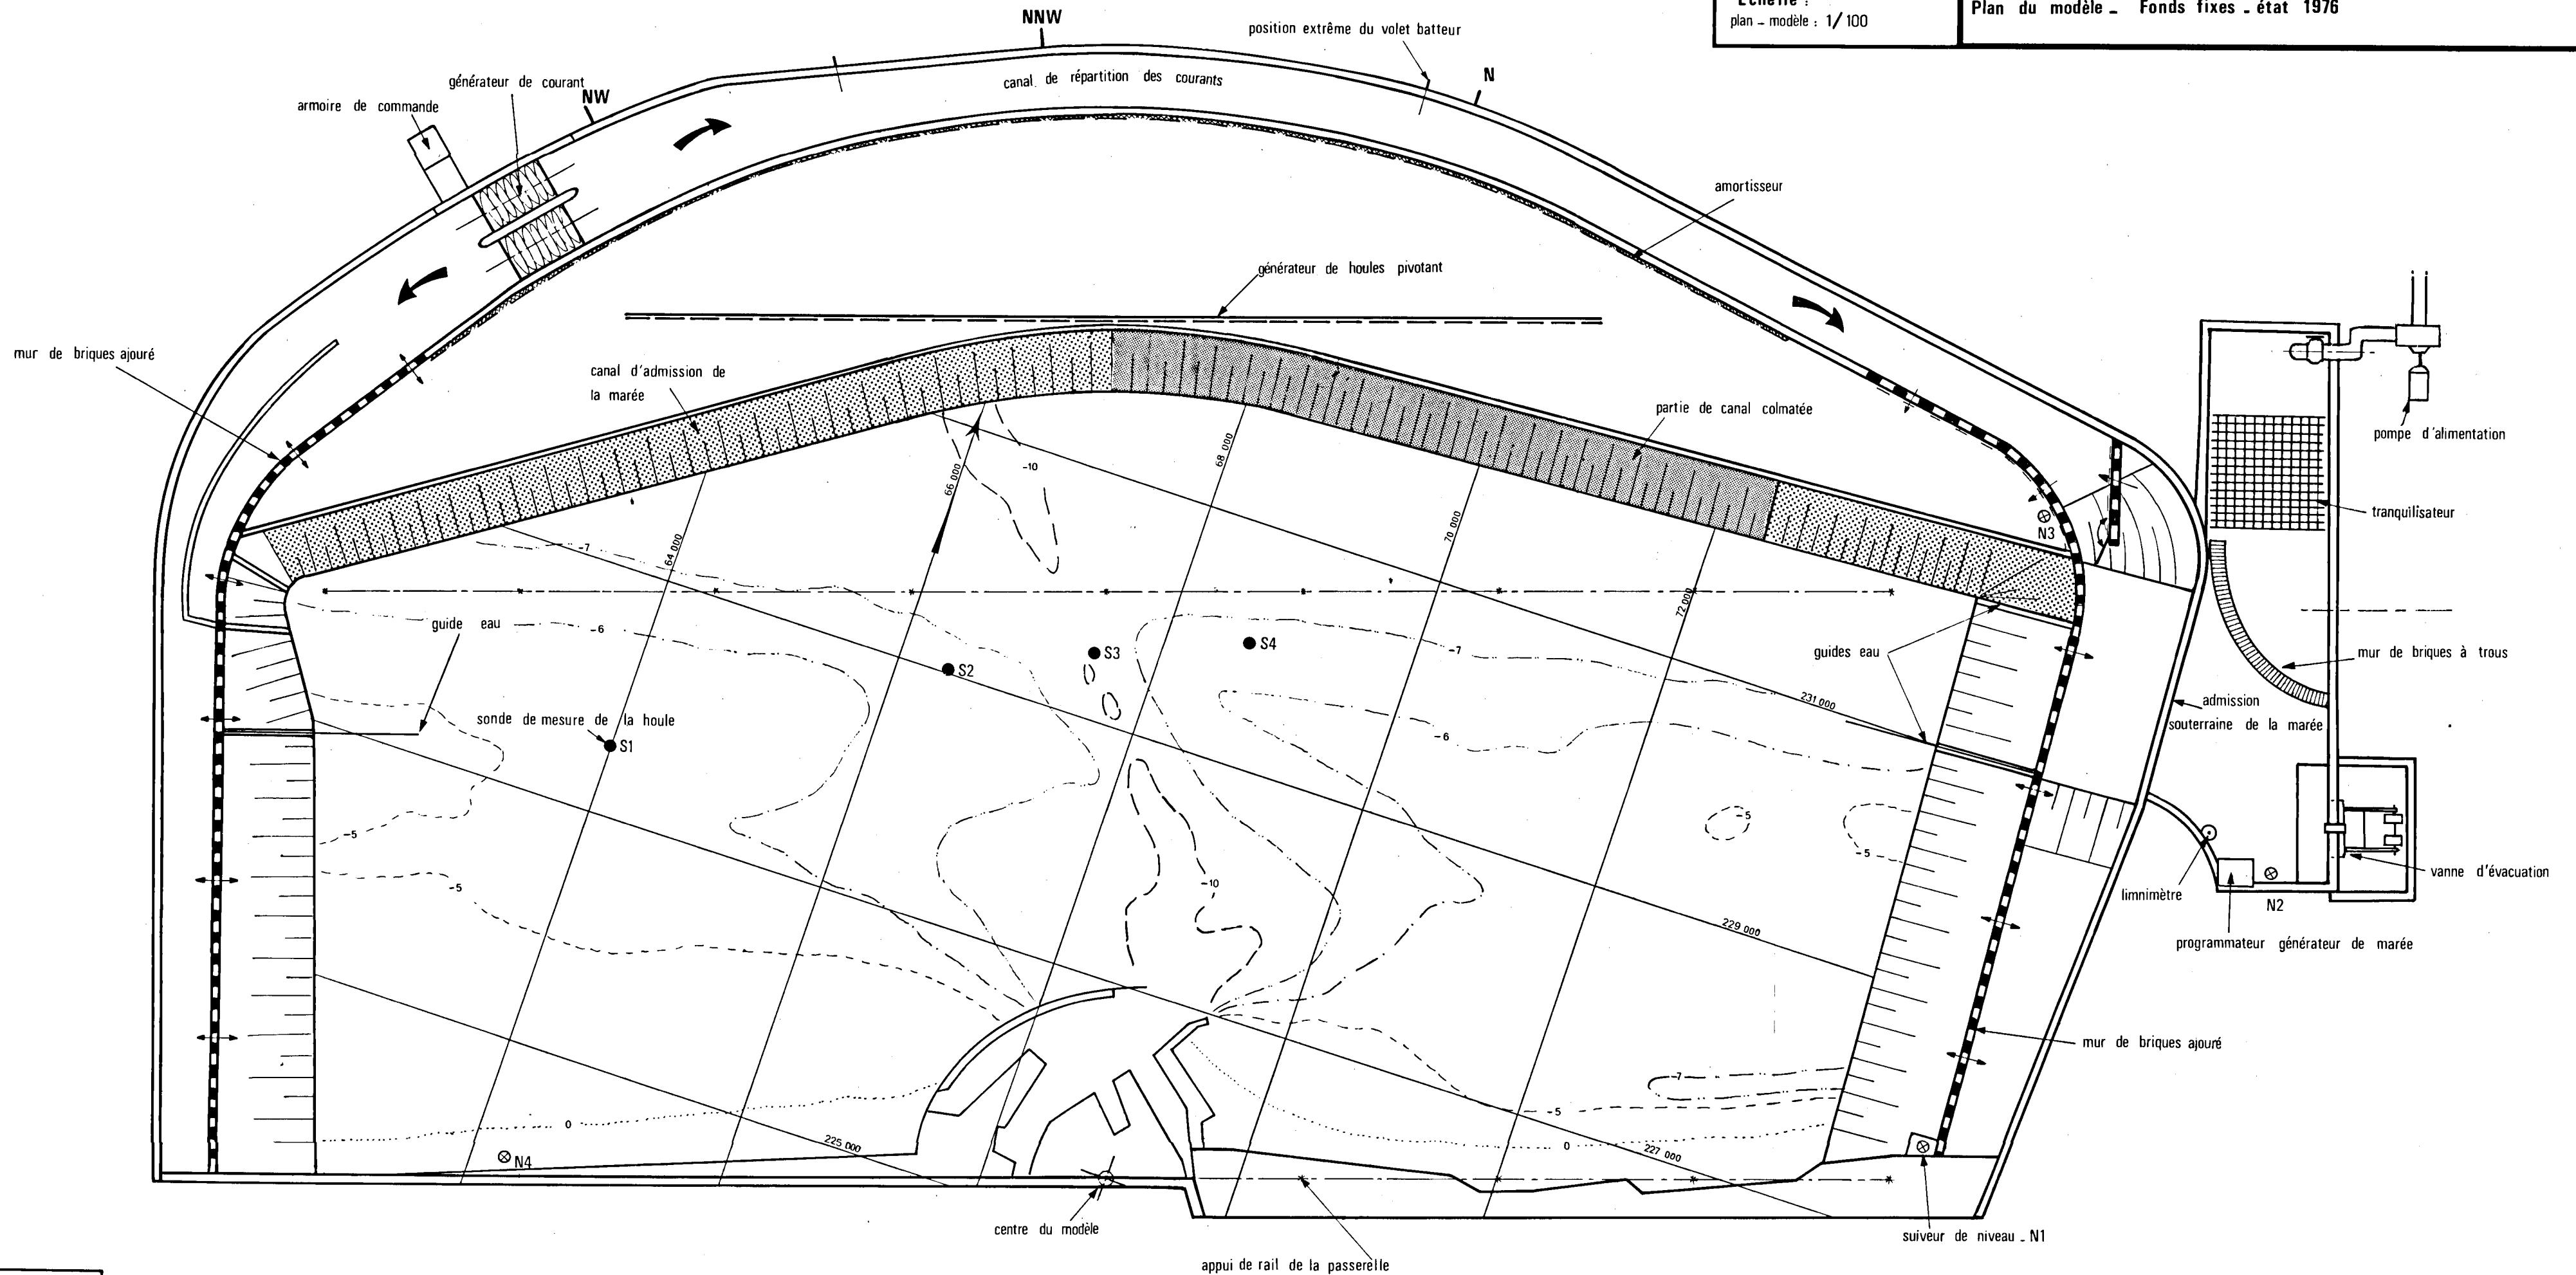 Echelle :
plan - modèle : 1/100
Plan du modèle - Fonds fixes - état 1976
NNW
position extrême du volet batteur
N
canal de répartition des courants
générateur de courant
NW
armoire de commande
amortisseur
générateur de houles pivotant
mur de briques ajouré
canal d'admission de
la marée
partie de canal colmatée
pompe d'alimentation
tranquilisateur
N3
68 000
66 000
-10
70 000
64 000
-7
72 000
guide eau
-6
S4
S3
S2
-7
guides eau
mur de briques à trous
231 000
admission
souterraine de la marée
sonde de mesure de la houle
S1
-6
-5
-5
-5
-5
-10
limnimètre
N2
vanne d'évacuation
programmateur générateur de marée
229 000
mur de briques ajouré
-7
-5
0
0
225 000
227 000
N4
centre du modèle
suiveur de niveau - N1
appui de rail de la passerelle